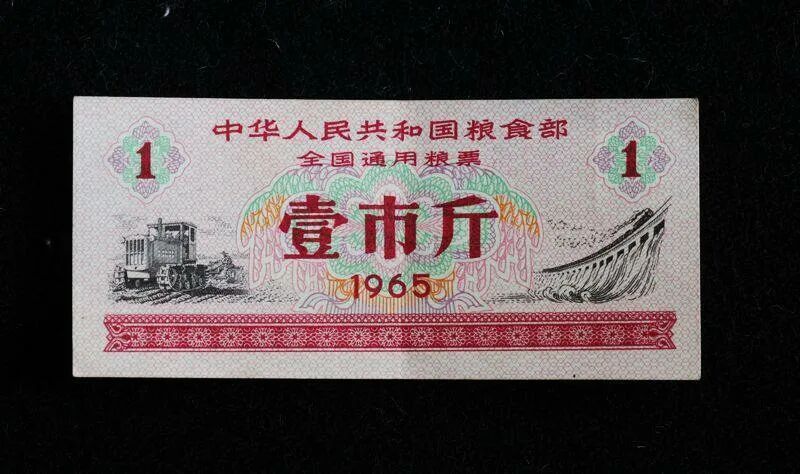 中华人民共和国粮食部
全国通用粮票
1
1
壹市斤
1965